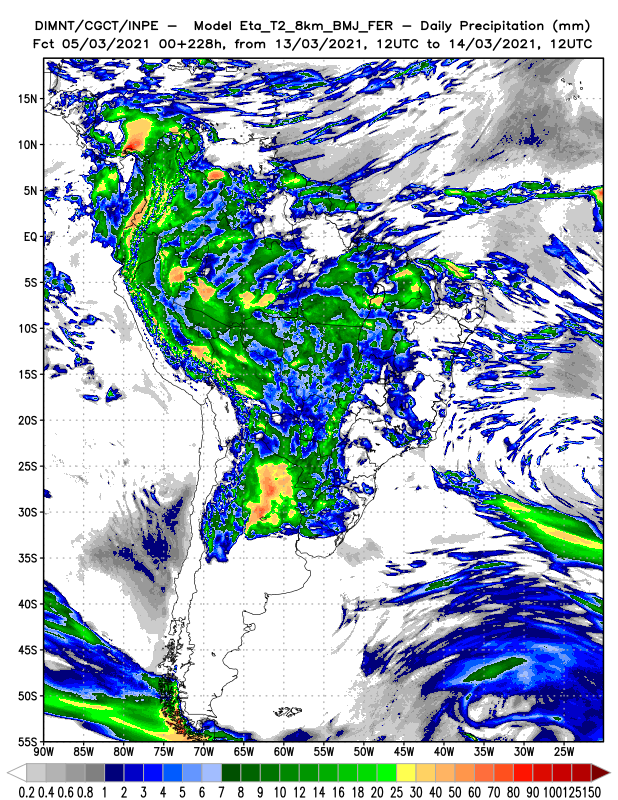 DIMNT/CGCT/INPE — Model Eta_T2_8km_BMJ_FER — Daily Precipitation (mm)
Fct 05/03/2021 00+228h, from 13/03/2021, 12UTC to 14/03/2021, 12UTC
15N
10N
5N
EQ
5S
10S
15S
20S
25S
30S
35S
40S
45S
50S
55S
90W 85W 80W 75W 70W 65W 60W 55W 50W 45W 40W 35W 30W 25W
0.2 0.4 0.6 0.8 1 2 3 4 5 6 7 8 9 10 12 14 16 18 20 25 30 40 50 60 70 80 90 100 125 150